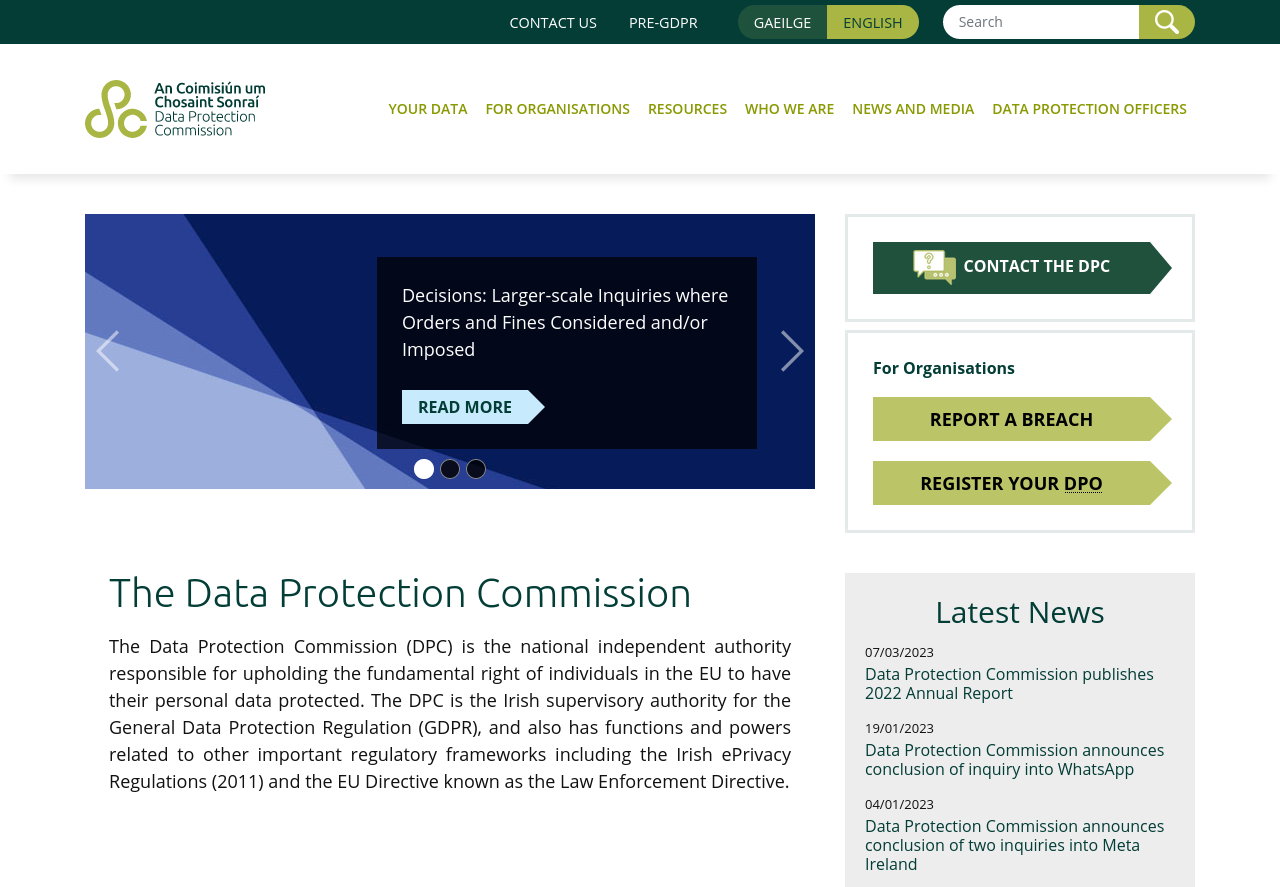 CONTACT US
PRE-GDPR
GAEILGE
ENGLISH
Search
An Coimisiún um
Chosaint Sonraí
Data Protection
Commission
YOUR DATA
FOR ORGANISATIONS
RESOURCES
WHO WE ARE
NEWS AND MEDIA
DATA PROTECTION OFFICERS
Decisions: Larger-scale Inquiries where
Orders and Fines Considered and/or
Imposed
READ MORE
CONTACT THE DPC
For Organisations
REPORT A BREACH
REGISTER YOUR DPO
The Data Protection Commission
The Data Protection Commission (DPC) is the national independent authority
responsible for upholding the fundamental right of individuals in the EU to have
their personal data protected. The DPC is the Irish supervisory authority for the
General Data Protection Regulation (GDPR), and also has functions and powers
related to other important regulatory frameworks including the Irish ePrivacy
Regulations (2011) and the EU Directive known as the Law Enforcement Directive.
Latest News
07/03/2023
Data Protection Commission publishes
2022 Annual Report
19/01/2023
Data Protection Commission announces
conclusion of inquiry into WhatsApp
04/01/2023
Data Protection Commission announces
conclusion of two inquiries into Meta
Ireland